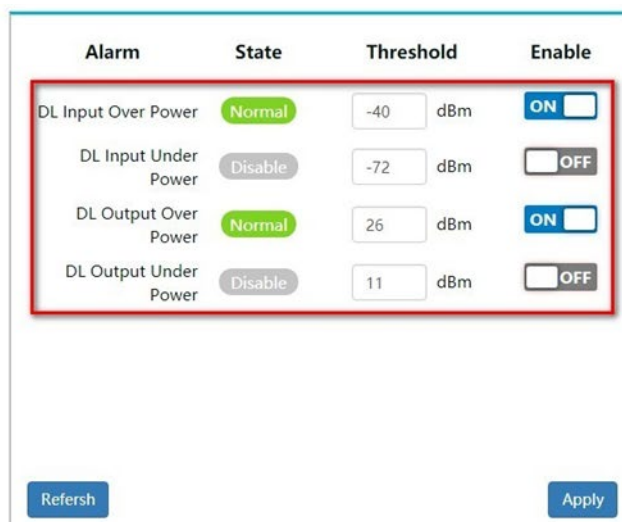 Alarm State Threshold Enable
DL Input Over Power Normal -40 dBm ON
DL Input Under
Power Disable -72 dBm OFF
DL Output Over
Power Normal 26 dBm ON
DL Output Under
Power Disable 11 dBm OFF
Refersh Apply